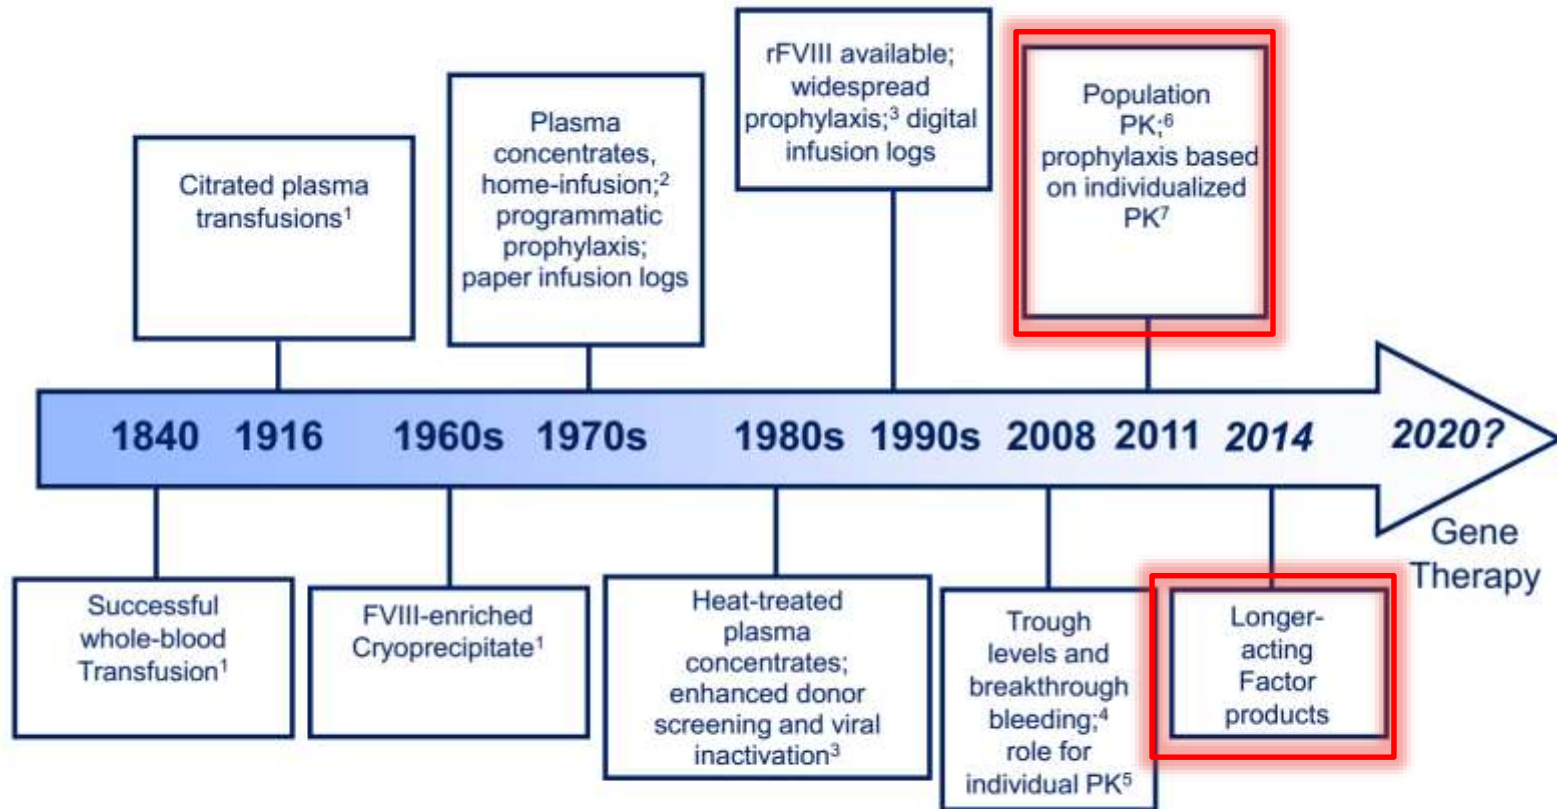 Citrated plasma
transfusions¹
Plasma
concentrates,
home-infusion;²
programmatic
prophylaxis;
paper infusion logs
rFVIII available;
widespread
prophylaxis;³ digital
infusion logs
Population
PK;⁶
prophylaxis based
on individualized
PK⁷
1840 1916 1960s 1970s 1980s 1990s 2008 2011 2014 2020?
Gene
Therapy
Successful
whole-blood
Transfusion¹
FVIII-enriched
Cryoprecipitate¹
Heat-treated
plasma
concentrates;
enhanced donor
screening and viral
inactivation³
Trough
levels and
breakthrough
bleeding;⁴
role for
individual PK⁵
Longer-
acting
Factor
products